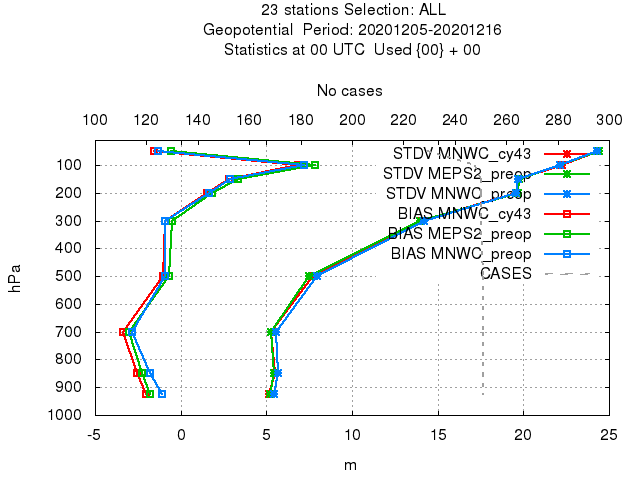 23 stations Selection: ALL
Geopotential  Period: 20201205-20201216
Statistics at 00 UTC  Used {00} + 00
No cases
100 120 140 160 180 200 220 240 260 280 300
STDV MNWC_cy43
STDV MEPS2_preop
STDV MNWC_preop
BIAS MNWC_cy43
BIAS MEPS2_preop
BIAS MNWC_preop
CASES
hPa
100
200
300
400
500
600
700
800
900
1000
-5 0 5 10 15 20 25
m